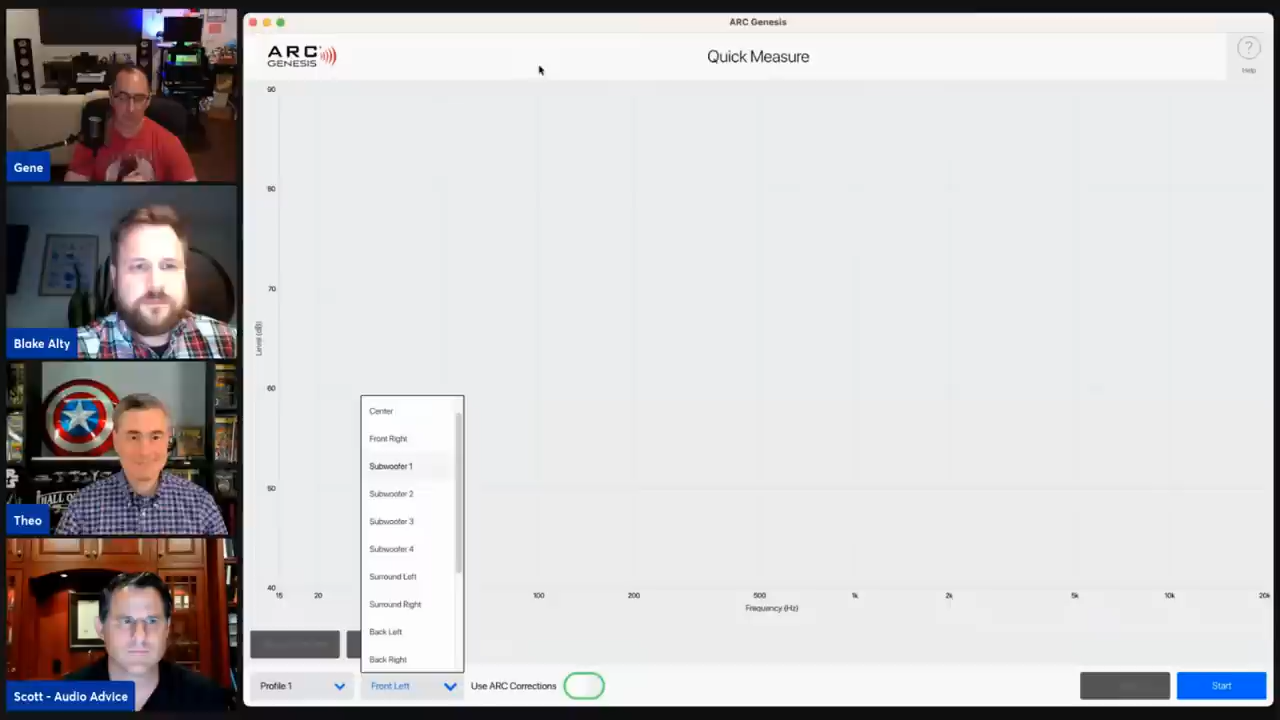 ARC Genesis
ARC
GENESIS
Quick Measure
?
Help
90
80
70
60
50
40
Level (dB)
15
20
100
200
500
1k
2k
5k
10k
20k
Frequency (Hz)
Center
Front Right
Subwoofer 1
Subwoofer 2
Subwoofer 3
Subwoofer 4
Surround Left
Surround Right
Back Left
Back Right
Profile 1
Front Left
Use ARC Corrections
Start
Gene
Blake Alty
HALL OF
Theo
Scott - Audio Advice